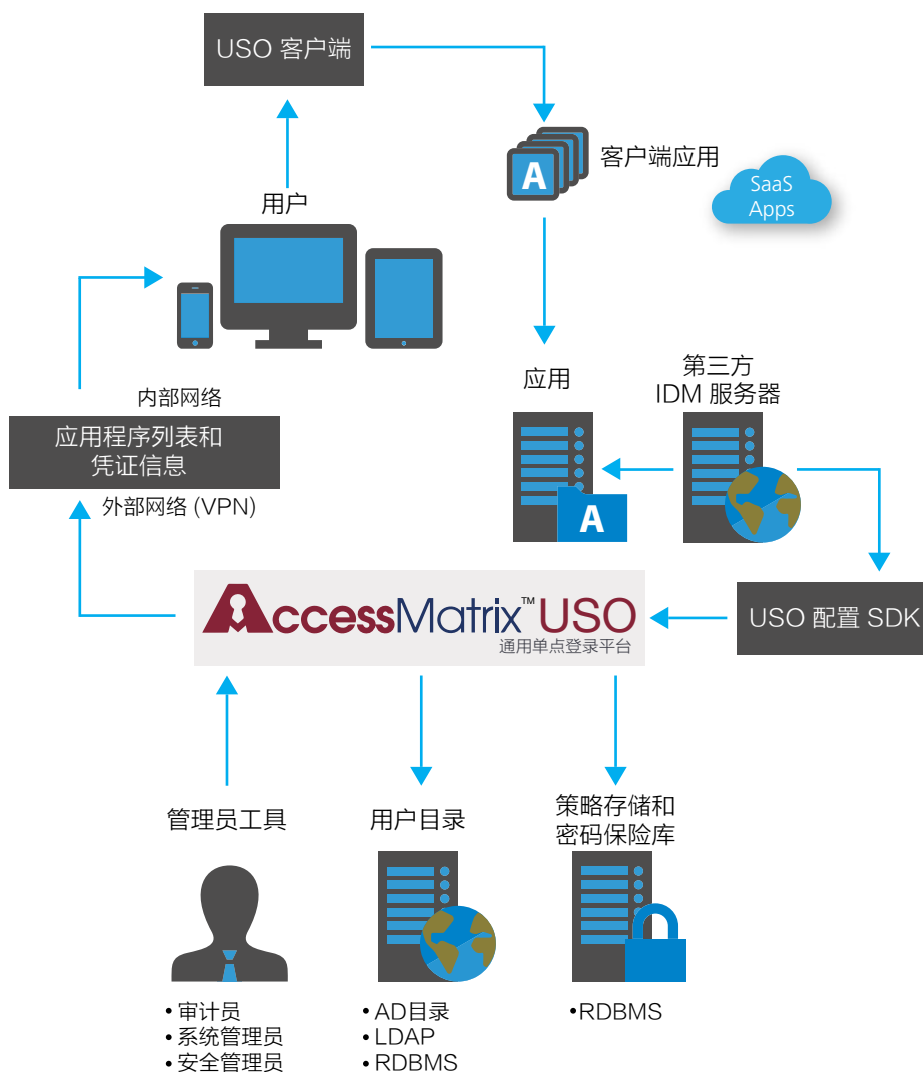 USO 客户端
客户端应用
SaaS
Apps
A
用户
应用
第三方
IDM 服务器
内部网络
应用程序列表和
凭证信息
外部网络 (VPN)
A
AccessMatrix™ USO
通用单点登录平台
USO 配置 SDK
管理员工具
用户目录
策略存储和
密码保险库
• 审计员
• 系统管理员
• 安全管理员
• AD目录
• LDAP
• RDBMS
•RDBMS